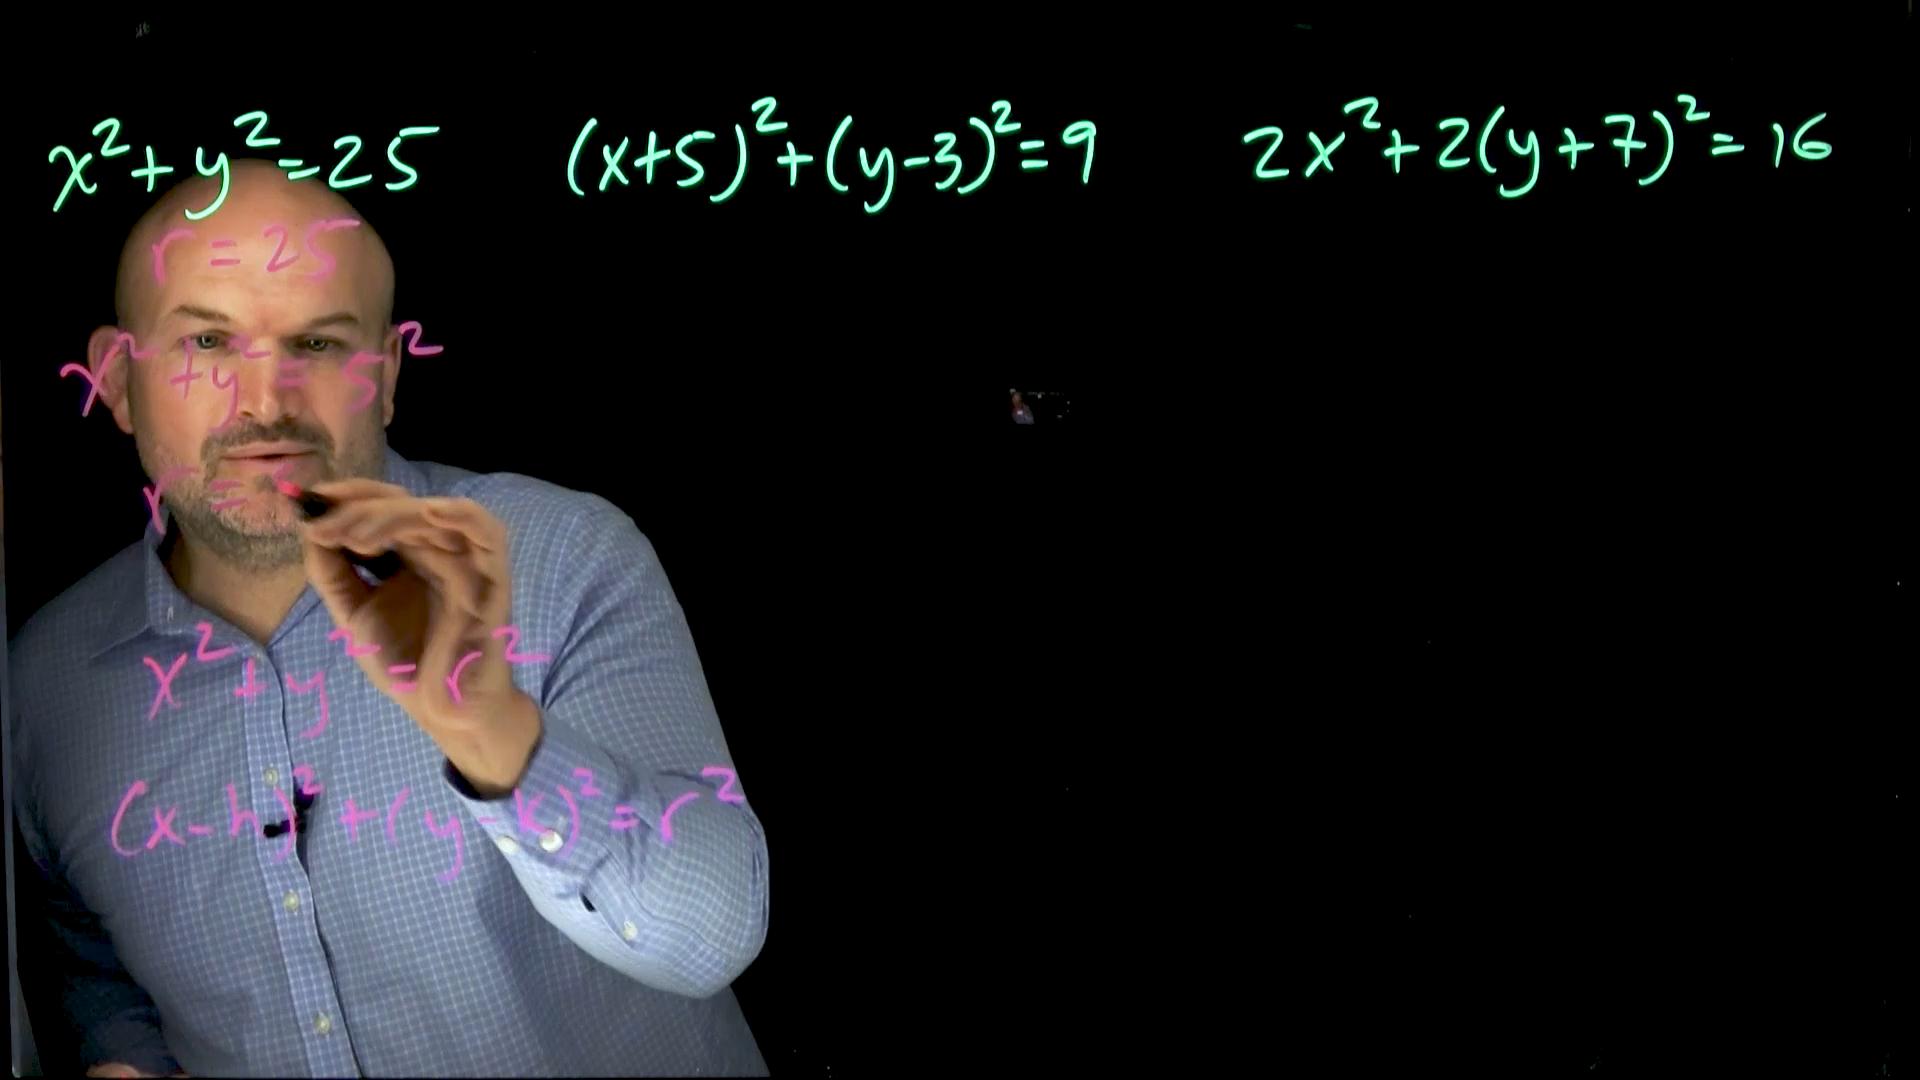 x² + y² = 25
(x+5)² + (y-3)² = 9
2x² + 2(y+7)² = 16
r = 25
x² + y² = 5²
r =
x² + y² = r²
(x-h)² + (y-k)² = r²